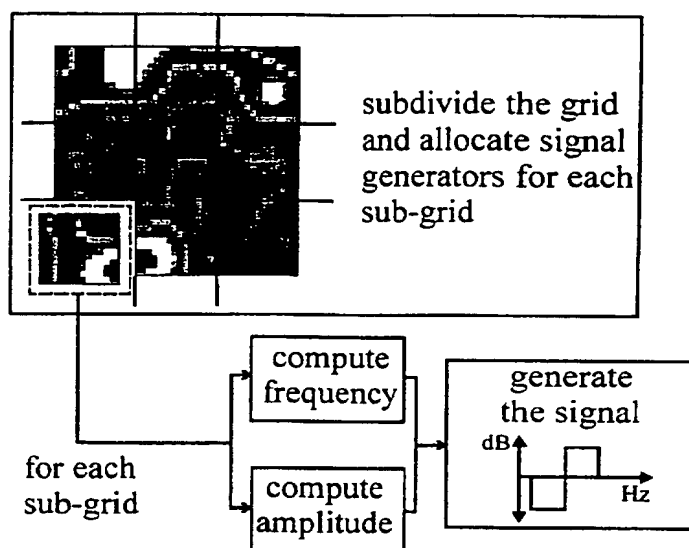 subdivide the grid
and allocate signal
generators for each
sub-grid
compute
frequency
generate
the signal
dB
Hz
for each
sub-grid
compute
amplitude